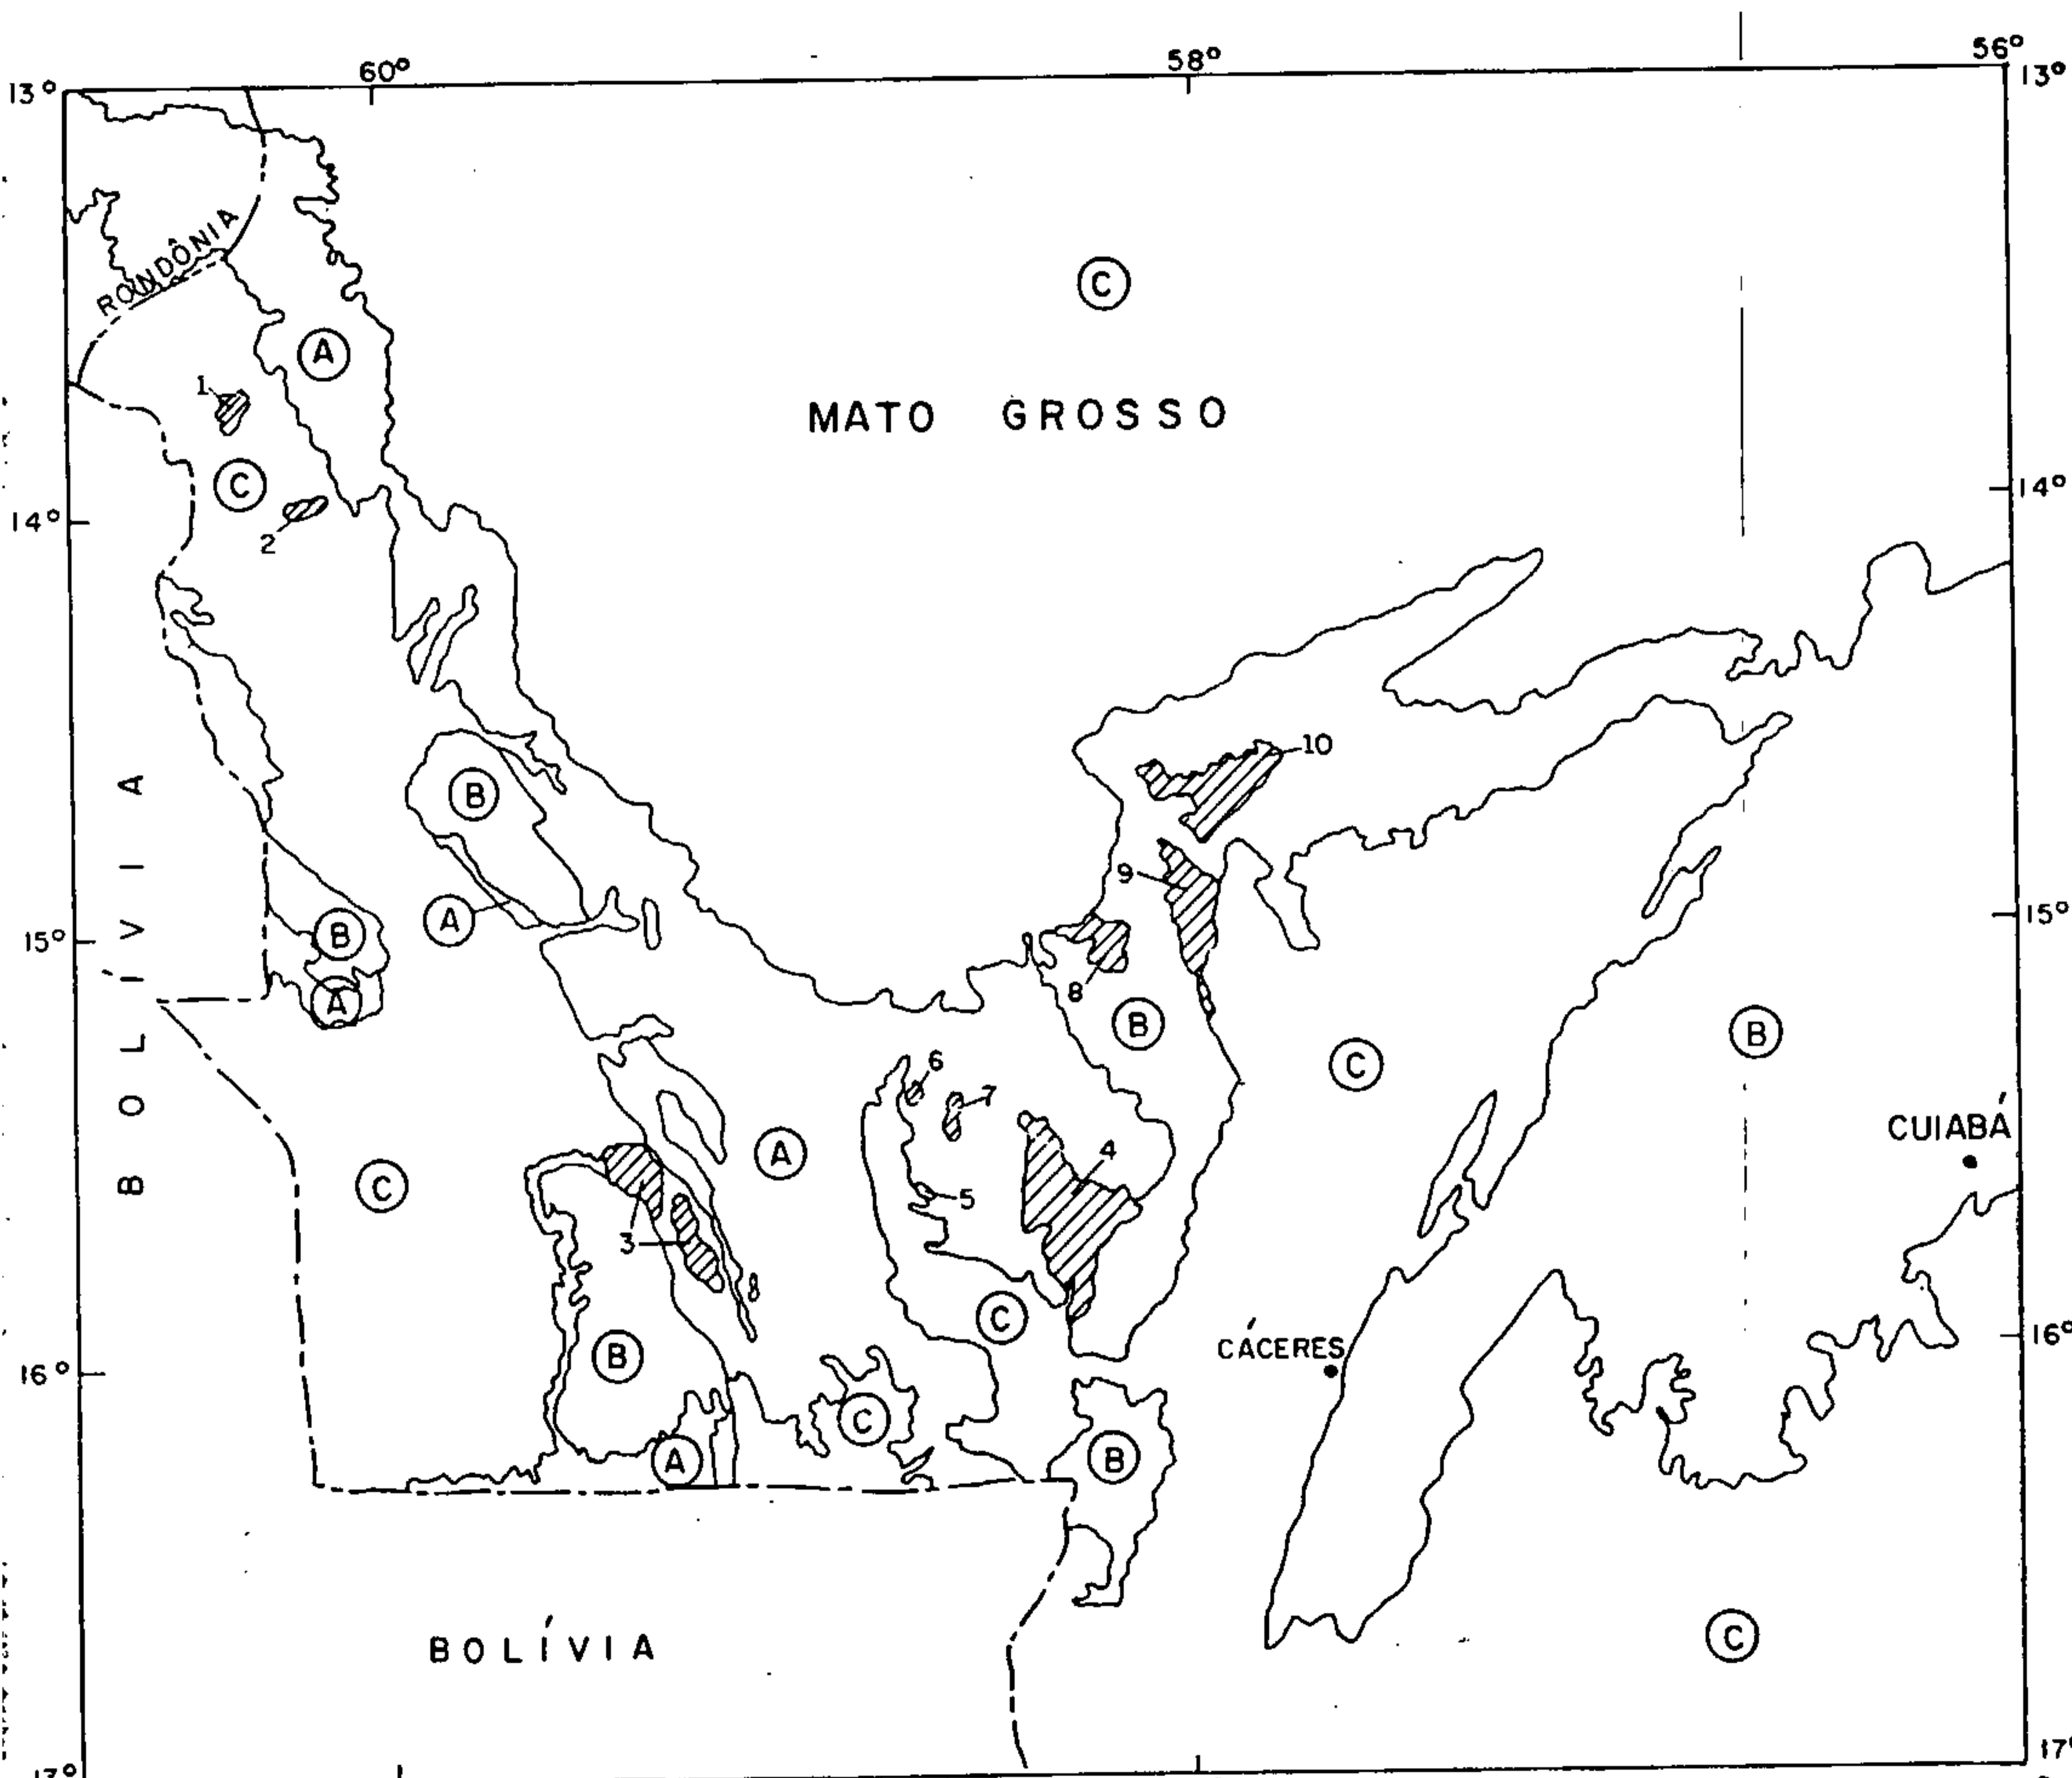 60° 58° 56°
13° 13°
RONDÔNIA
C
A
1
MATO GROSSO
C
14° 14°
2
10
B
9
A
15° 15°
B
A
8
B
C
B
6
7
CUIABÁ
A
4
C
5
3
C
CÁCERES
B
16° 16°
C
A
B
BOLÍVIA
BOLÍVIA
C
17°